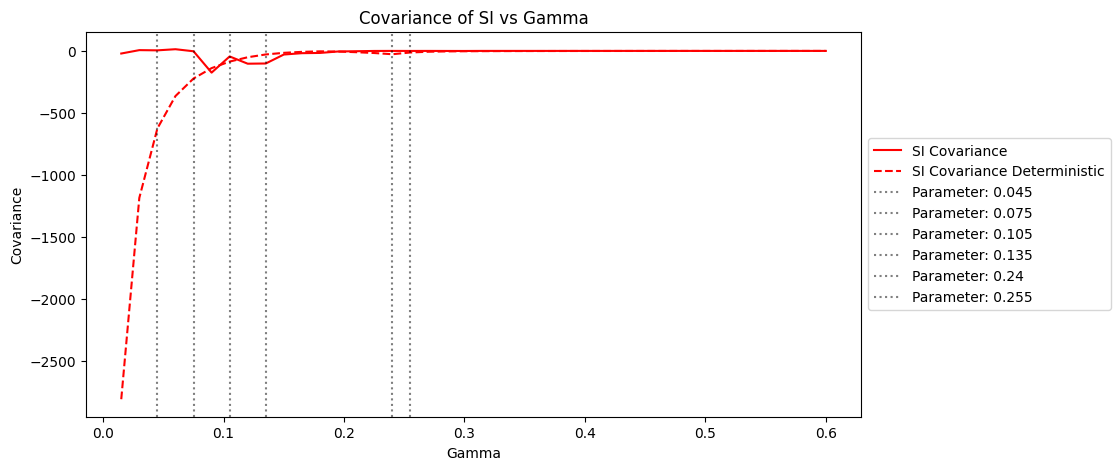 Covariance of SI vs Gamma
Covariance
0
−500
−1000
−1500
−2000
−2500
0.0 0.1 0.2 0.3 0.4 0.5 0.6
Gamma
SI Covariance
SI Covariance Deterministic
Parameter: 0.045
Parameter: 0.075
Parameter: 0.105
Parameter: 0.135
Parameter: 0.24
Parameter: 0.255